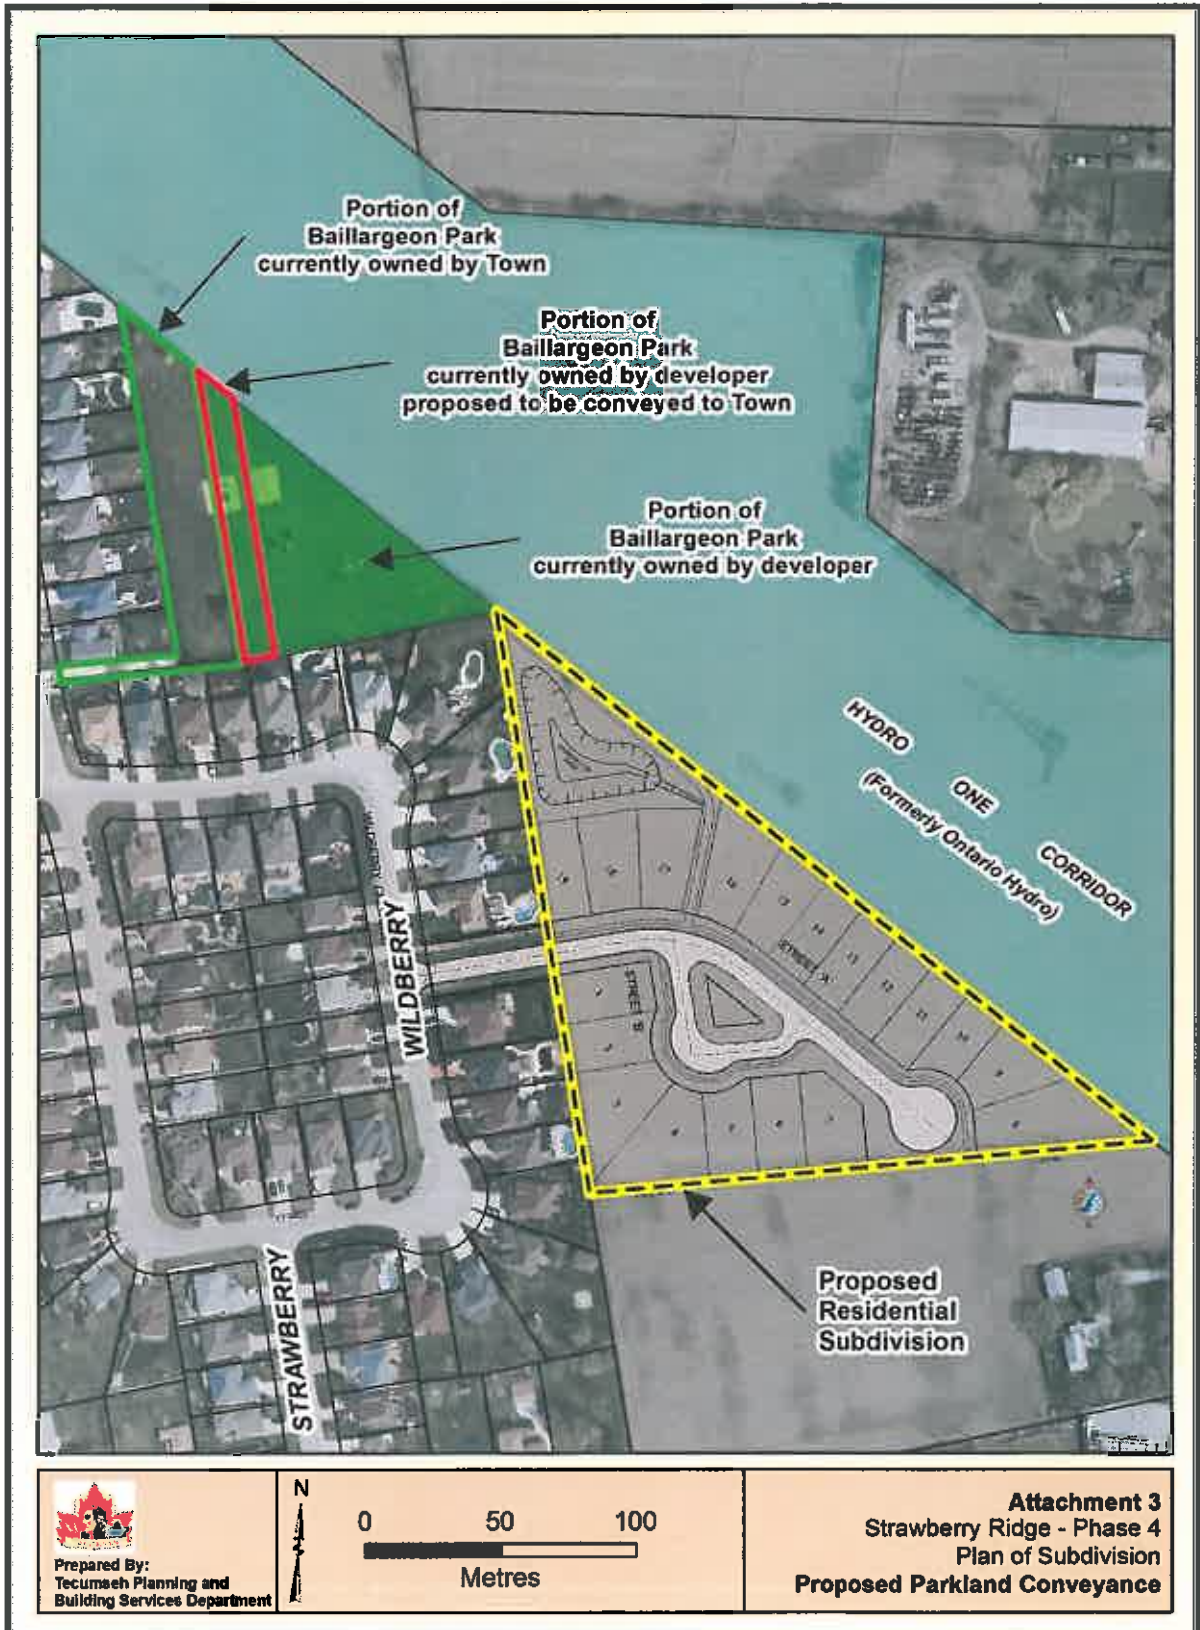 Portion of
Baillargeon Park
currently owned by Town
Portion of
Baillargeon Park
currently owned by developer
proposed to be conveyed to Town
Portion of
Baillargeon Park
currently owned by developer
HYDRO ONE CORRIDOR
(Formerly Ontario Hydro)
WILDBERRY
STREET 'A'
STREET B
STRAWBERRY
Proposed
Residential
Subdivision
Prepared By:
Tecumseh Planning and
Building Services Department
N
0 50 100
Metres
Attachment 3
Strawberry Ridge - Phase 4
Plan of Subdivision
Proposed Parkland Conveyance